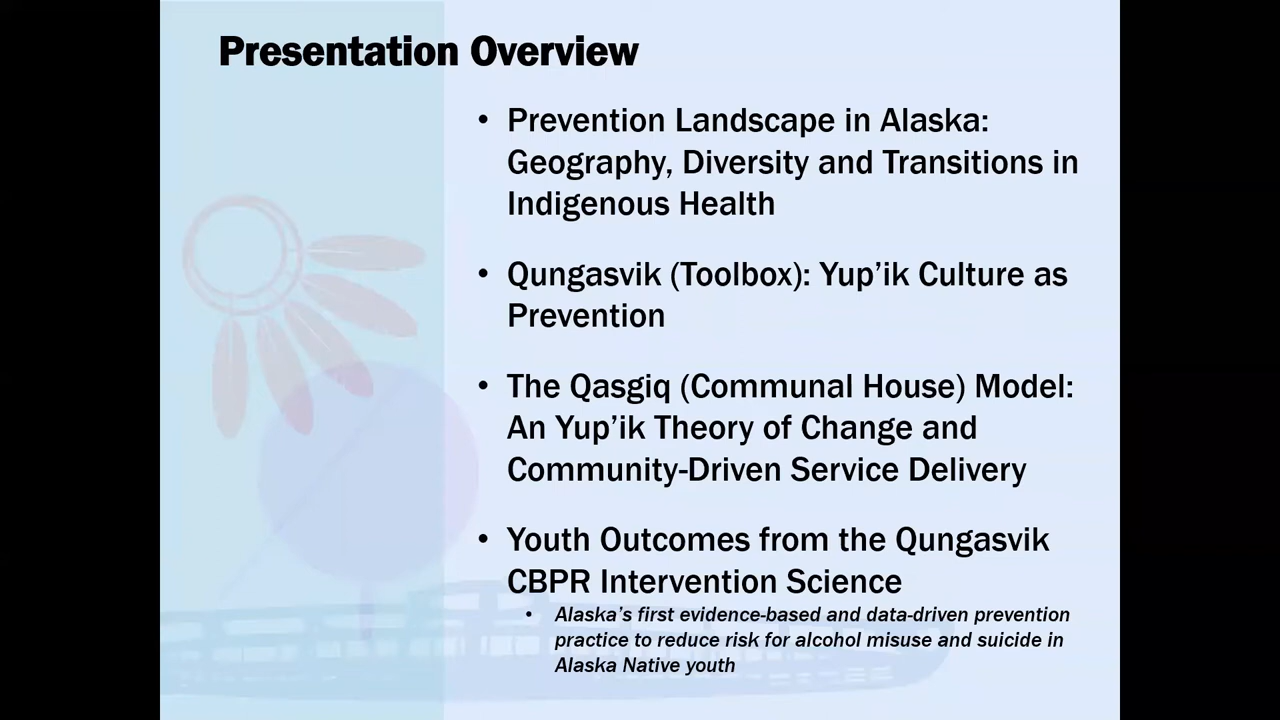 Presentation Overview
• Prevention Landscape in Alaska:
Geography, Diversity and Transitions in
Indigenous Health
• Qungasvik (Toolbox): Yup’ik Culture as
Prevention
• The Qasgiq (Communal House) Model:
An Yup’ik Theory of Change and
Community-Driven Service Delivery
• Youth Outcomes from the Qungasvik
CBPR Intervention Science
• Alaska’s first evidence-based and data-driven prevention
practice to reduce risk for alcohol misuse and suicide in
Alaska Native youth